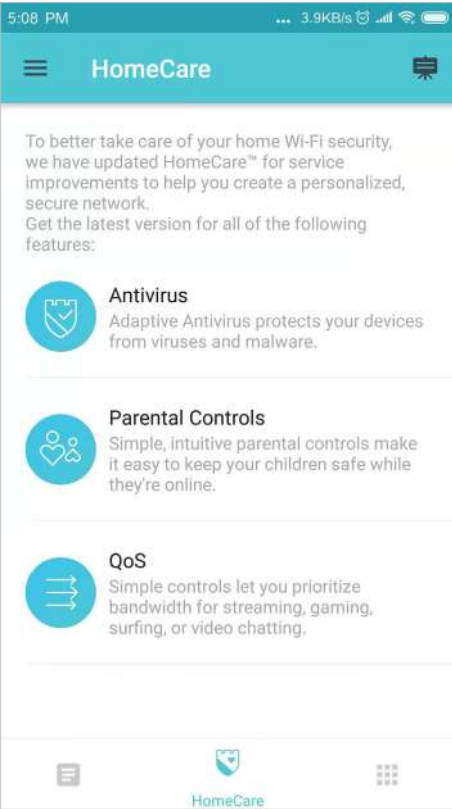 5:08 PM ... 3.9KB/s
HomeCare
To better take care of your home Wi-Fi security,
we have updated HomeCare™ for service
improvements to help you create a personalized,
secure network.
Get the latest version for all of the following
features:
Antivirus
Adaptive Antivirus protects your devices
from viruses and malware.
Parental Controls
Simple, intuitive parental controls make
it easy to keep your children safe while
they're online.
QoS
Simple controls let you prioritize
bandwidth for streaming, gaming,
surfing, or video chatting.
HomeCare